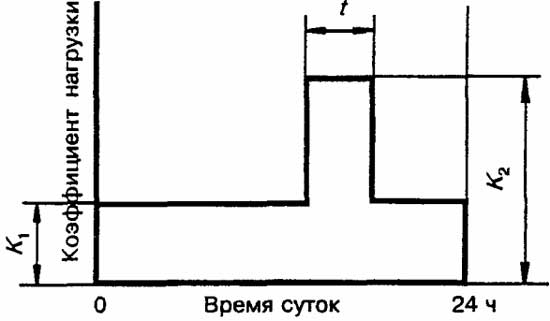 t
Коэффициент нагрузки
K₁
K₂
0
Время суток
24 ч